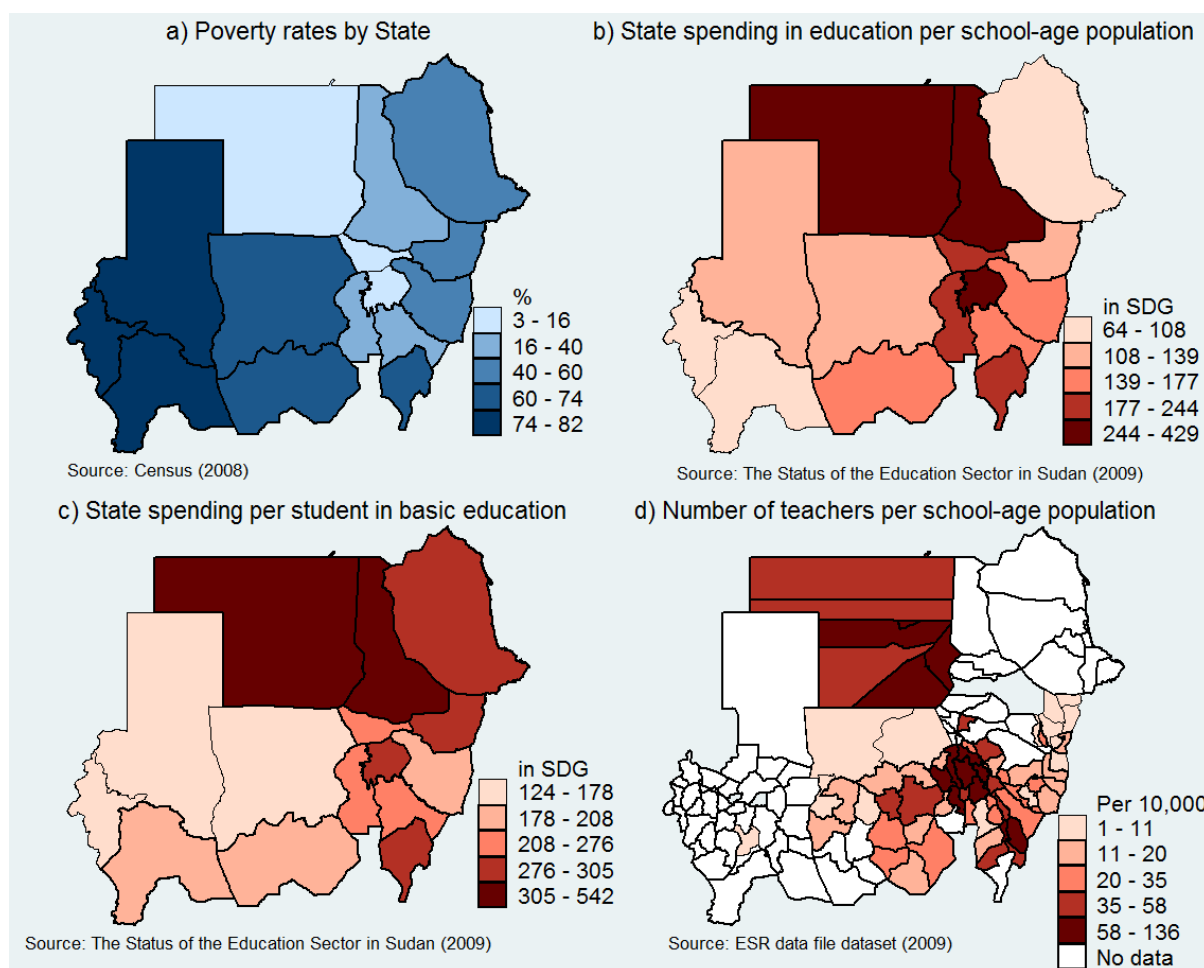 a) Poverty rates by State
%
3 - 16
16 - 40
40 - 60
60 - 74
74 - 82
Source: Census (2008)
b) State spending in education per school-age population
in SDG
64 - 108
108 - 139
139 - 177
177 - 244
244 - 429
Source: The Status of the Education Sector in Sudan (2009)
c) State spending per student in basic education
in SDG
124 - 178
178 - 208
208 - 276
276 - 305
305 - 542
Source: The Status of the Education Sector in Sudan (2009)
d) Number of teachers per school-age population
Per 10,000
1 - 11
11 - 20
20 - 35
35 - 58
58 - 136
No data
Source: ESR data file dataset (2009)